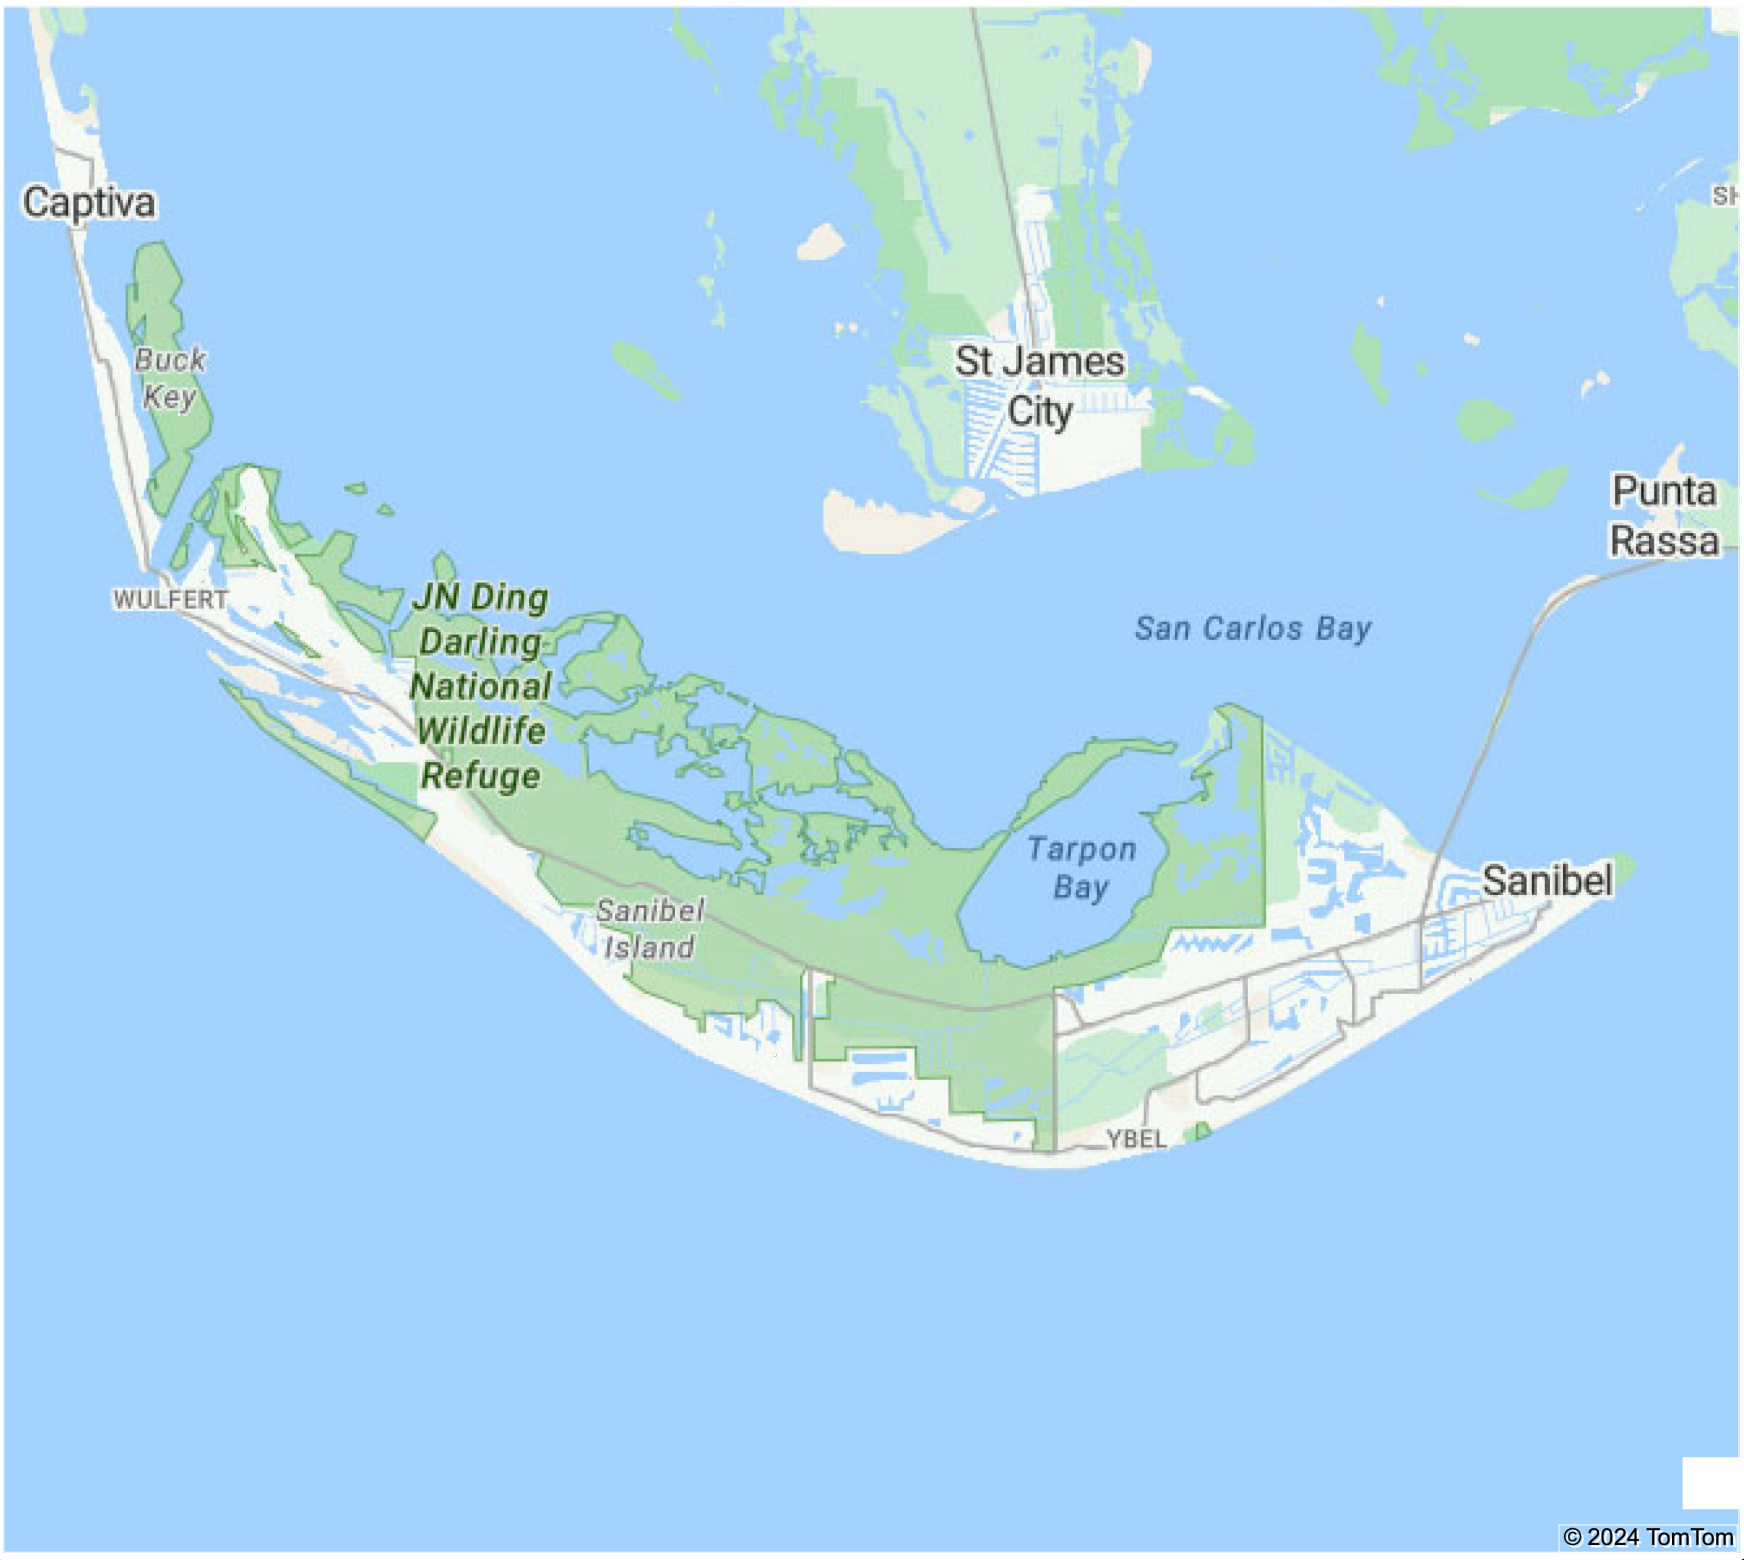 Captiva
SH
Buck
Key
St James
City
Punta
Rassa
WULFERT
JN Ding
Darling
National
Wildlife
Refuge
San Carlos Bay
Tarpon
Bay
Sanibel
Sanibel
Island
YBEL
© 2024 TomTom